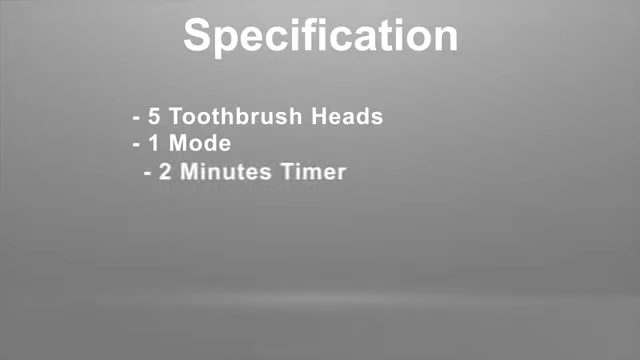 Specification
- 5 Toothbrush Heads
- 1 Mode
- 2 Minutes Timer